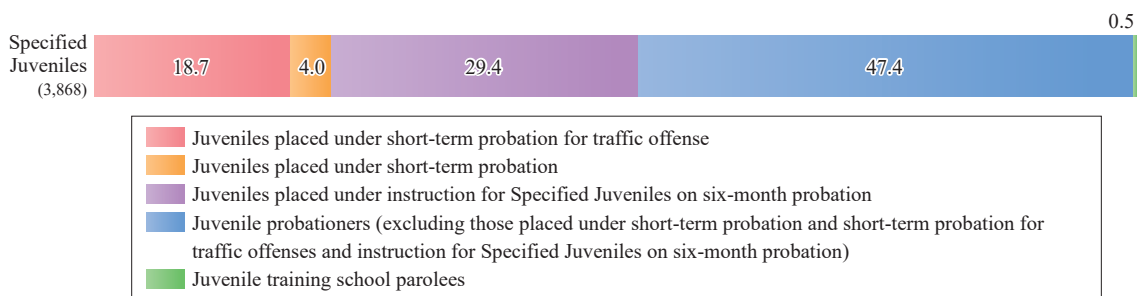 0.5
Specified
Juveniles
(3,868)
18.7 4.0 29.4 47.4
Juveniles placed under short-term probation for traffic offense
Juveniles placed under short-term probation
Juveniles placed under instruction for Specified Juveniles on six-month probation
Juvenile probationers (excluding those placed under short-term probation and short-term probation for
traffic offenses and instruction for Specified Juveniles on six-month probation)
Juvenile training school parolees